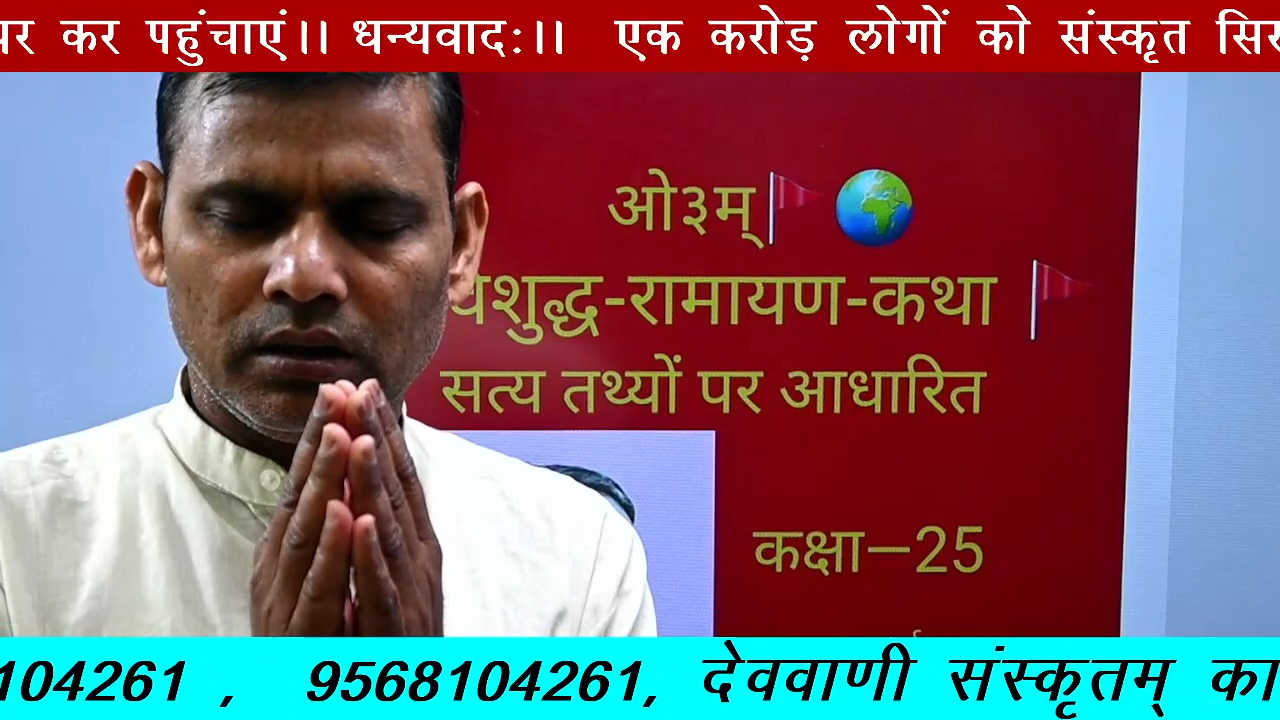 कर पहुंचाएं।। धन्यवादः।। एक करोड़ लोगों को संस्कृत
ओ३म्
रामायण-कथा
सत्य तथ्यों पर आधारित
कक्षा—25
104261 , 9568104261, देववाणी संस्कृतम् का